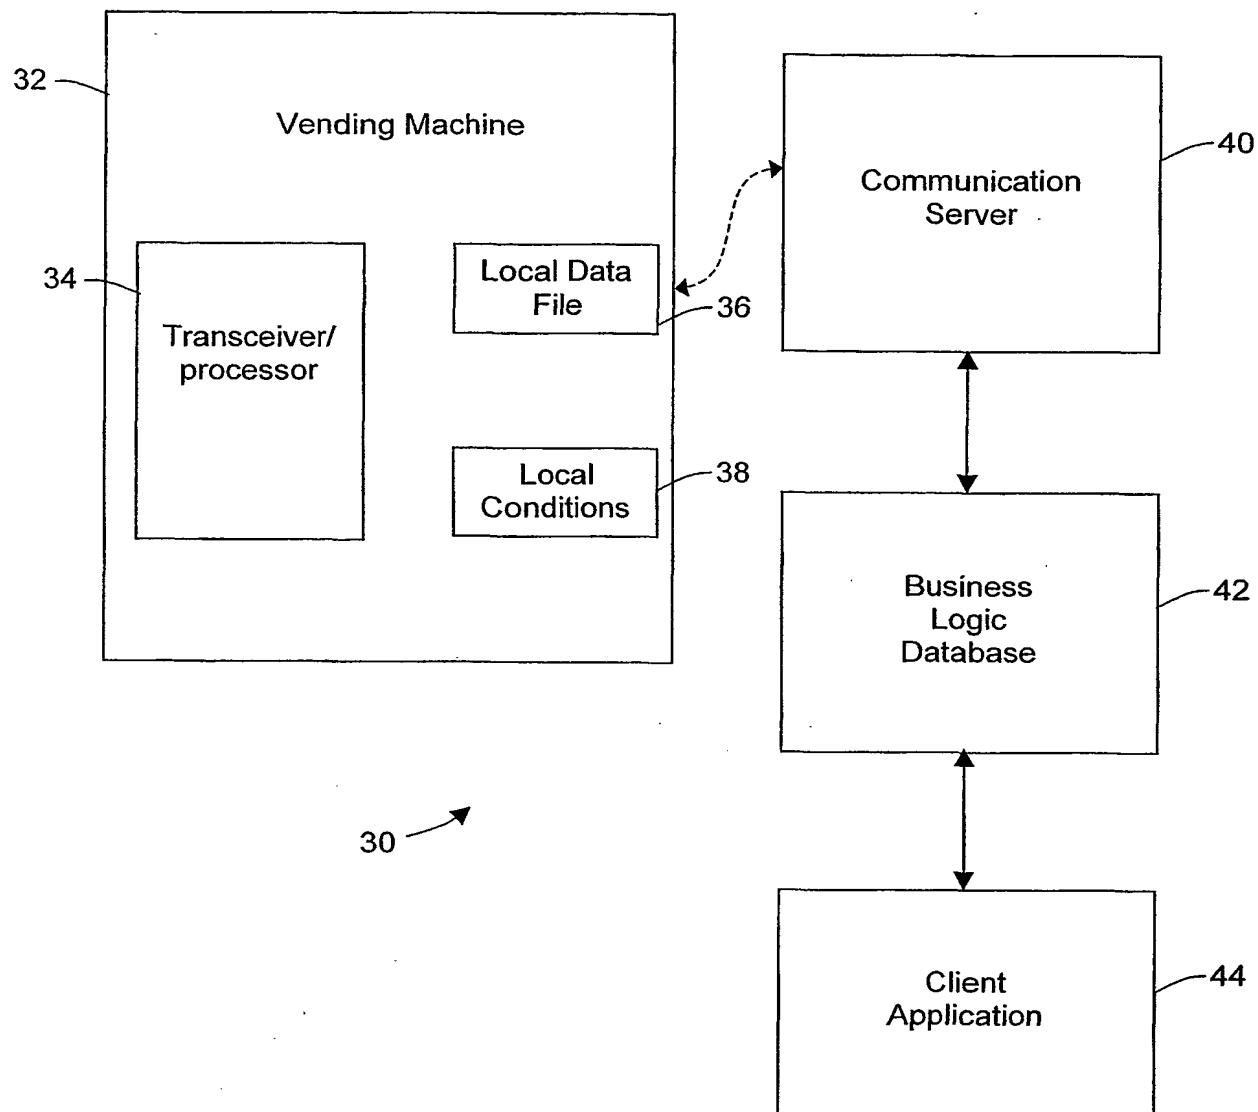 32
Vending Machine
34
Transceiver/
processor
Local Data
File
36
Local
Conditions
38
30
Communication
Server
40
Business
Logic
Database
42
Client
Application
44